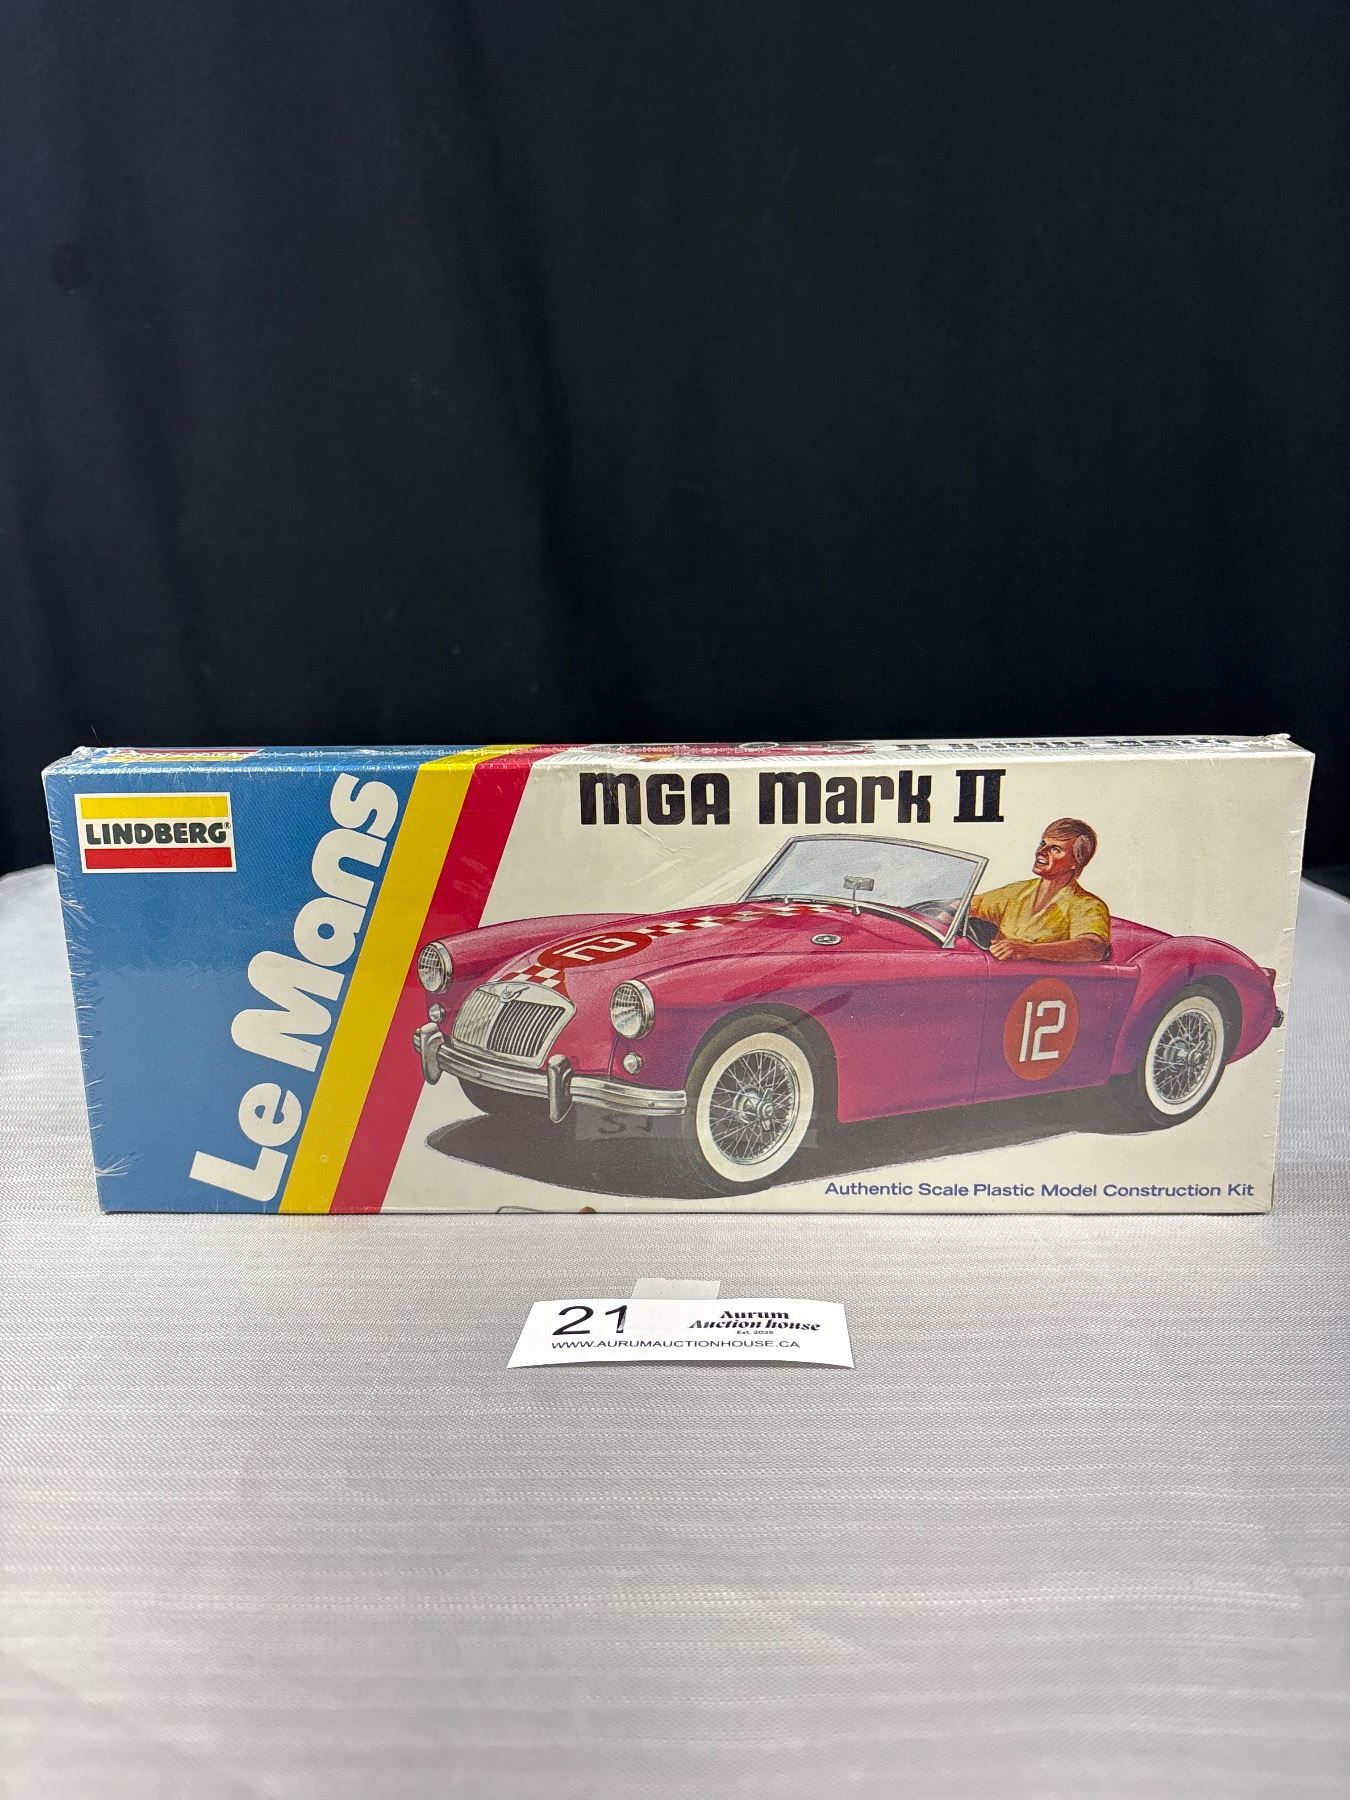 LINDBERG®
Le Mans
MGA Mark II
12
12
Authentic Scale Plastic Model Construction Kit
21
Aurum
Auction house
Est. 2025
WWW.AURUMAUCTIONHOUSE.CA